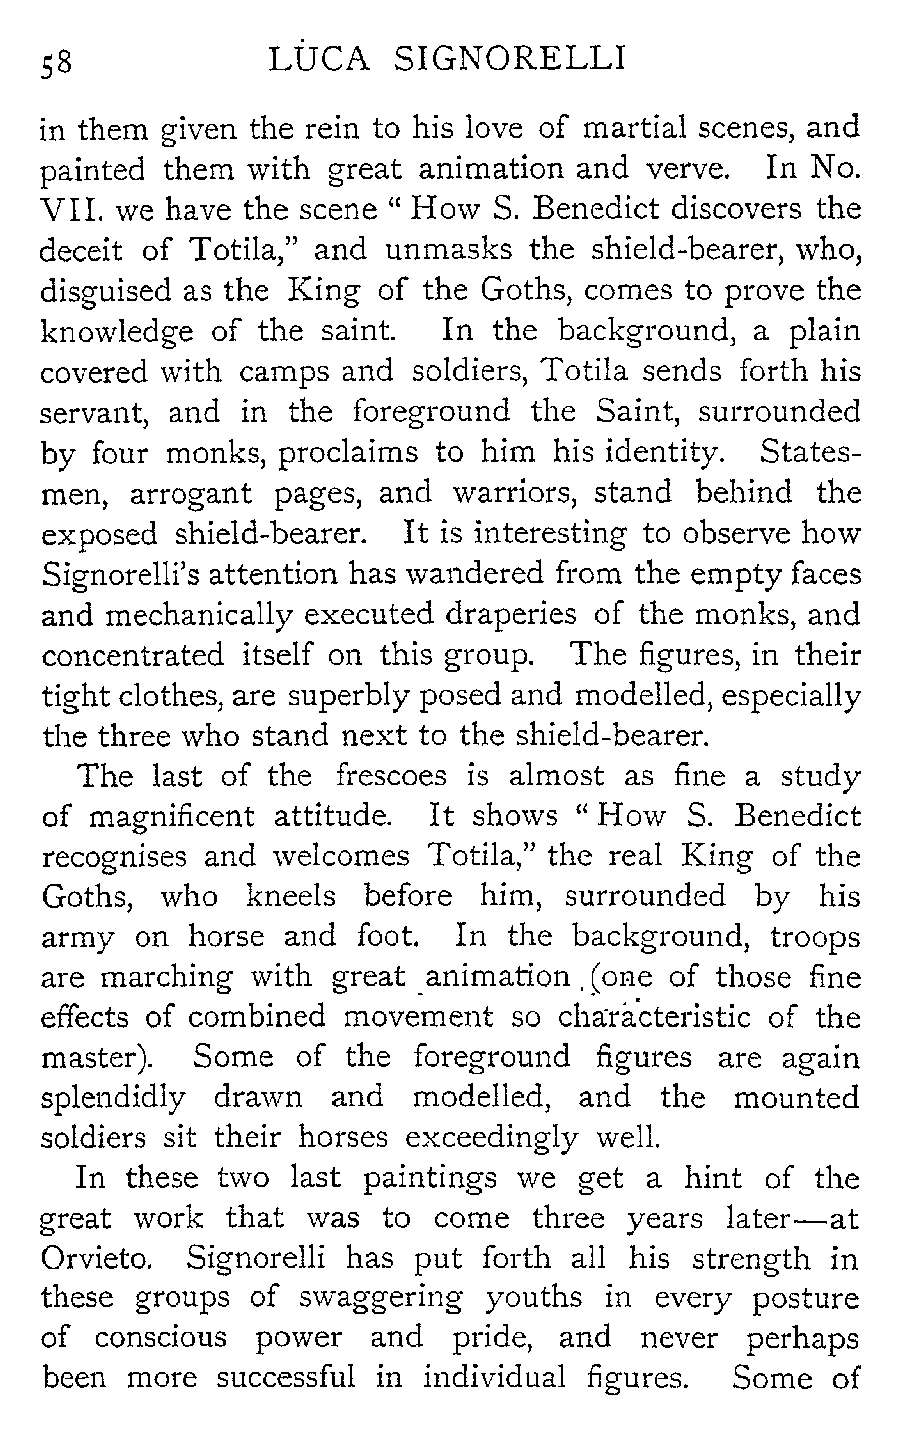 58 LUCA SIGNORELLI
in them given the rein to his love of martial scenes, and
painted them with great animation and verve. In No.
VII. we have the scene “ How S. Benedict discovers the
deceit of Totila,” and unmasks the shield-bearer, who,
disguised as the King of the Goths, comes to prove the
knowledge of the saint. In the background, a plain
covered with camps and soldiers, Totila sends forth his
servant, and in the foreground the Saint, surrounded
by four monks, proclaims to him his identity. States-
men, arrogant pages, and warriors, stand behind the
exposed shield-bearer. It is interesting to observe how
Signorelli’s attention has wandered from the empty faces
and mechanically executed draperies of the monks, and
concentrated itself on this group. The figures, in their
tight clothes, are superbly posed and modelled, especially
the three who stand next to the shield-bearer.
The last of the frescoes is almost as fine a study
of magnificent attitude. It shows “ How S. Benedict
recognises and welcomes Totila,” the real King of the
Goths, who kneels before him, surrounded by his
army on horse and foot. In the background, troops
are marching with great animation (one of those fine
effects of combined movement so characteristic of the
master). Some of the foreground figures are again
splendidly drawn and modelled, and the mounted
soldiers sit their horses exceedingly well.
In these two last paintings we get a hint of the
great work that was to come three years later—at
Orvieto. Signorelli has put forth all his strength in
these groups of swaggering youths in every posture
of conscious power and pride, and never perhaps
been more successful in individual figures. Some of